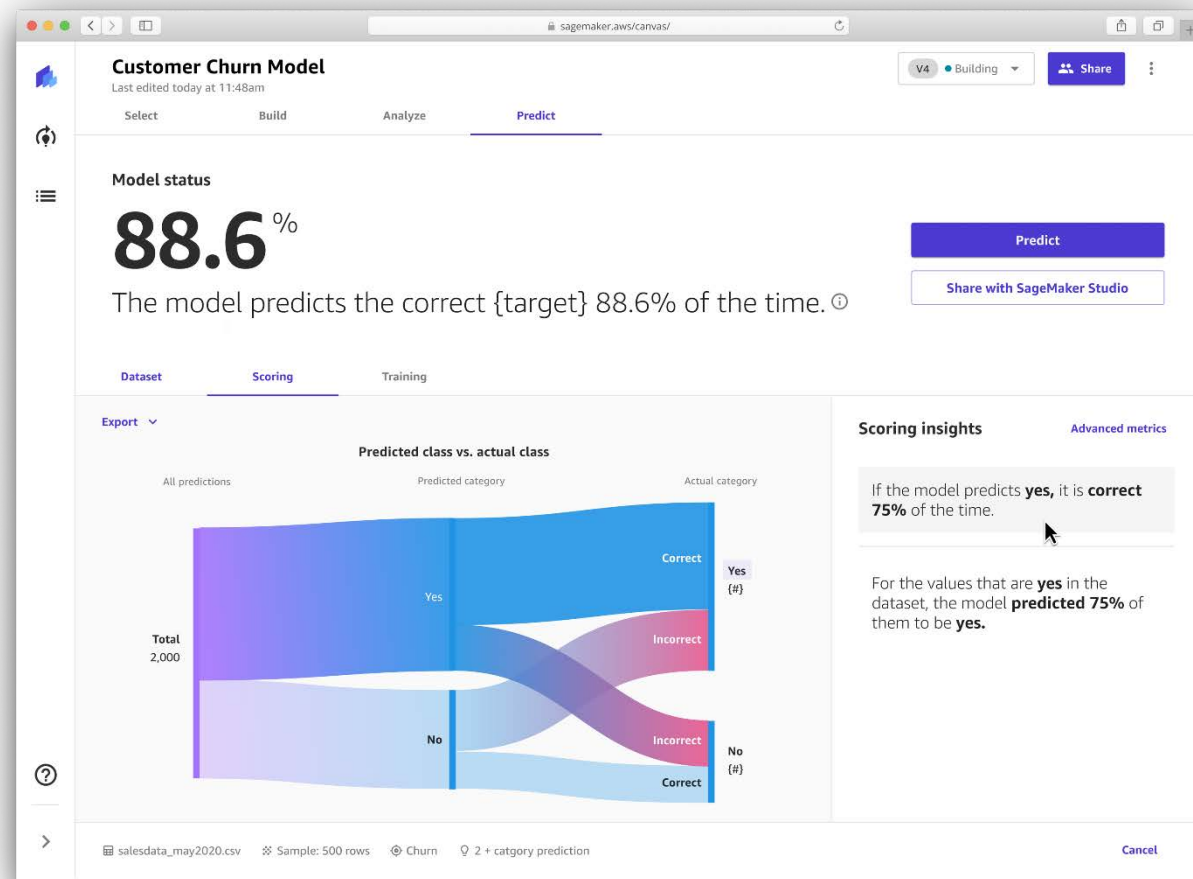 sagemaker.aws/canvas/
Customer Churn Model
Last edited today at 11:48am
V4
Building
Share
Select
Build
Analyze
Predict
Model status
88.6%
The model predicts the correct {target} 88.6% of the time.
Predict
Share with SageMaker Studio
Dataset
Scoring
Training
Export
Predicted class vs. actual class
All predictions
Predicted category
Actual category
Total
2,000
Yes
No
Correct
Incorrect
Incorrect
Correct
Yes
{#}
No
{#}
Scoring insights
Advanced metrics
If the model predicts yes, it is correct
75% of the time.
For the values that are yes in the
dataset, the model predicted 75% of
them to be yes.
salesdata_may2020.csv
Sample: 500 rows
Churn
2 + catgory prediction
Cancel